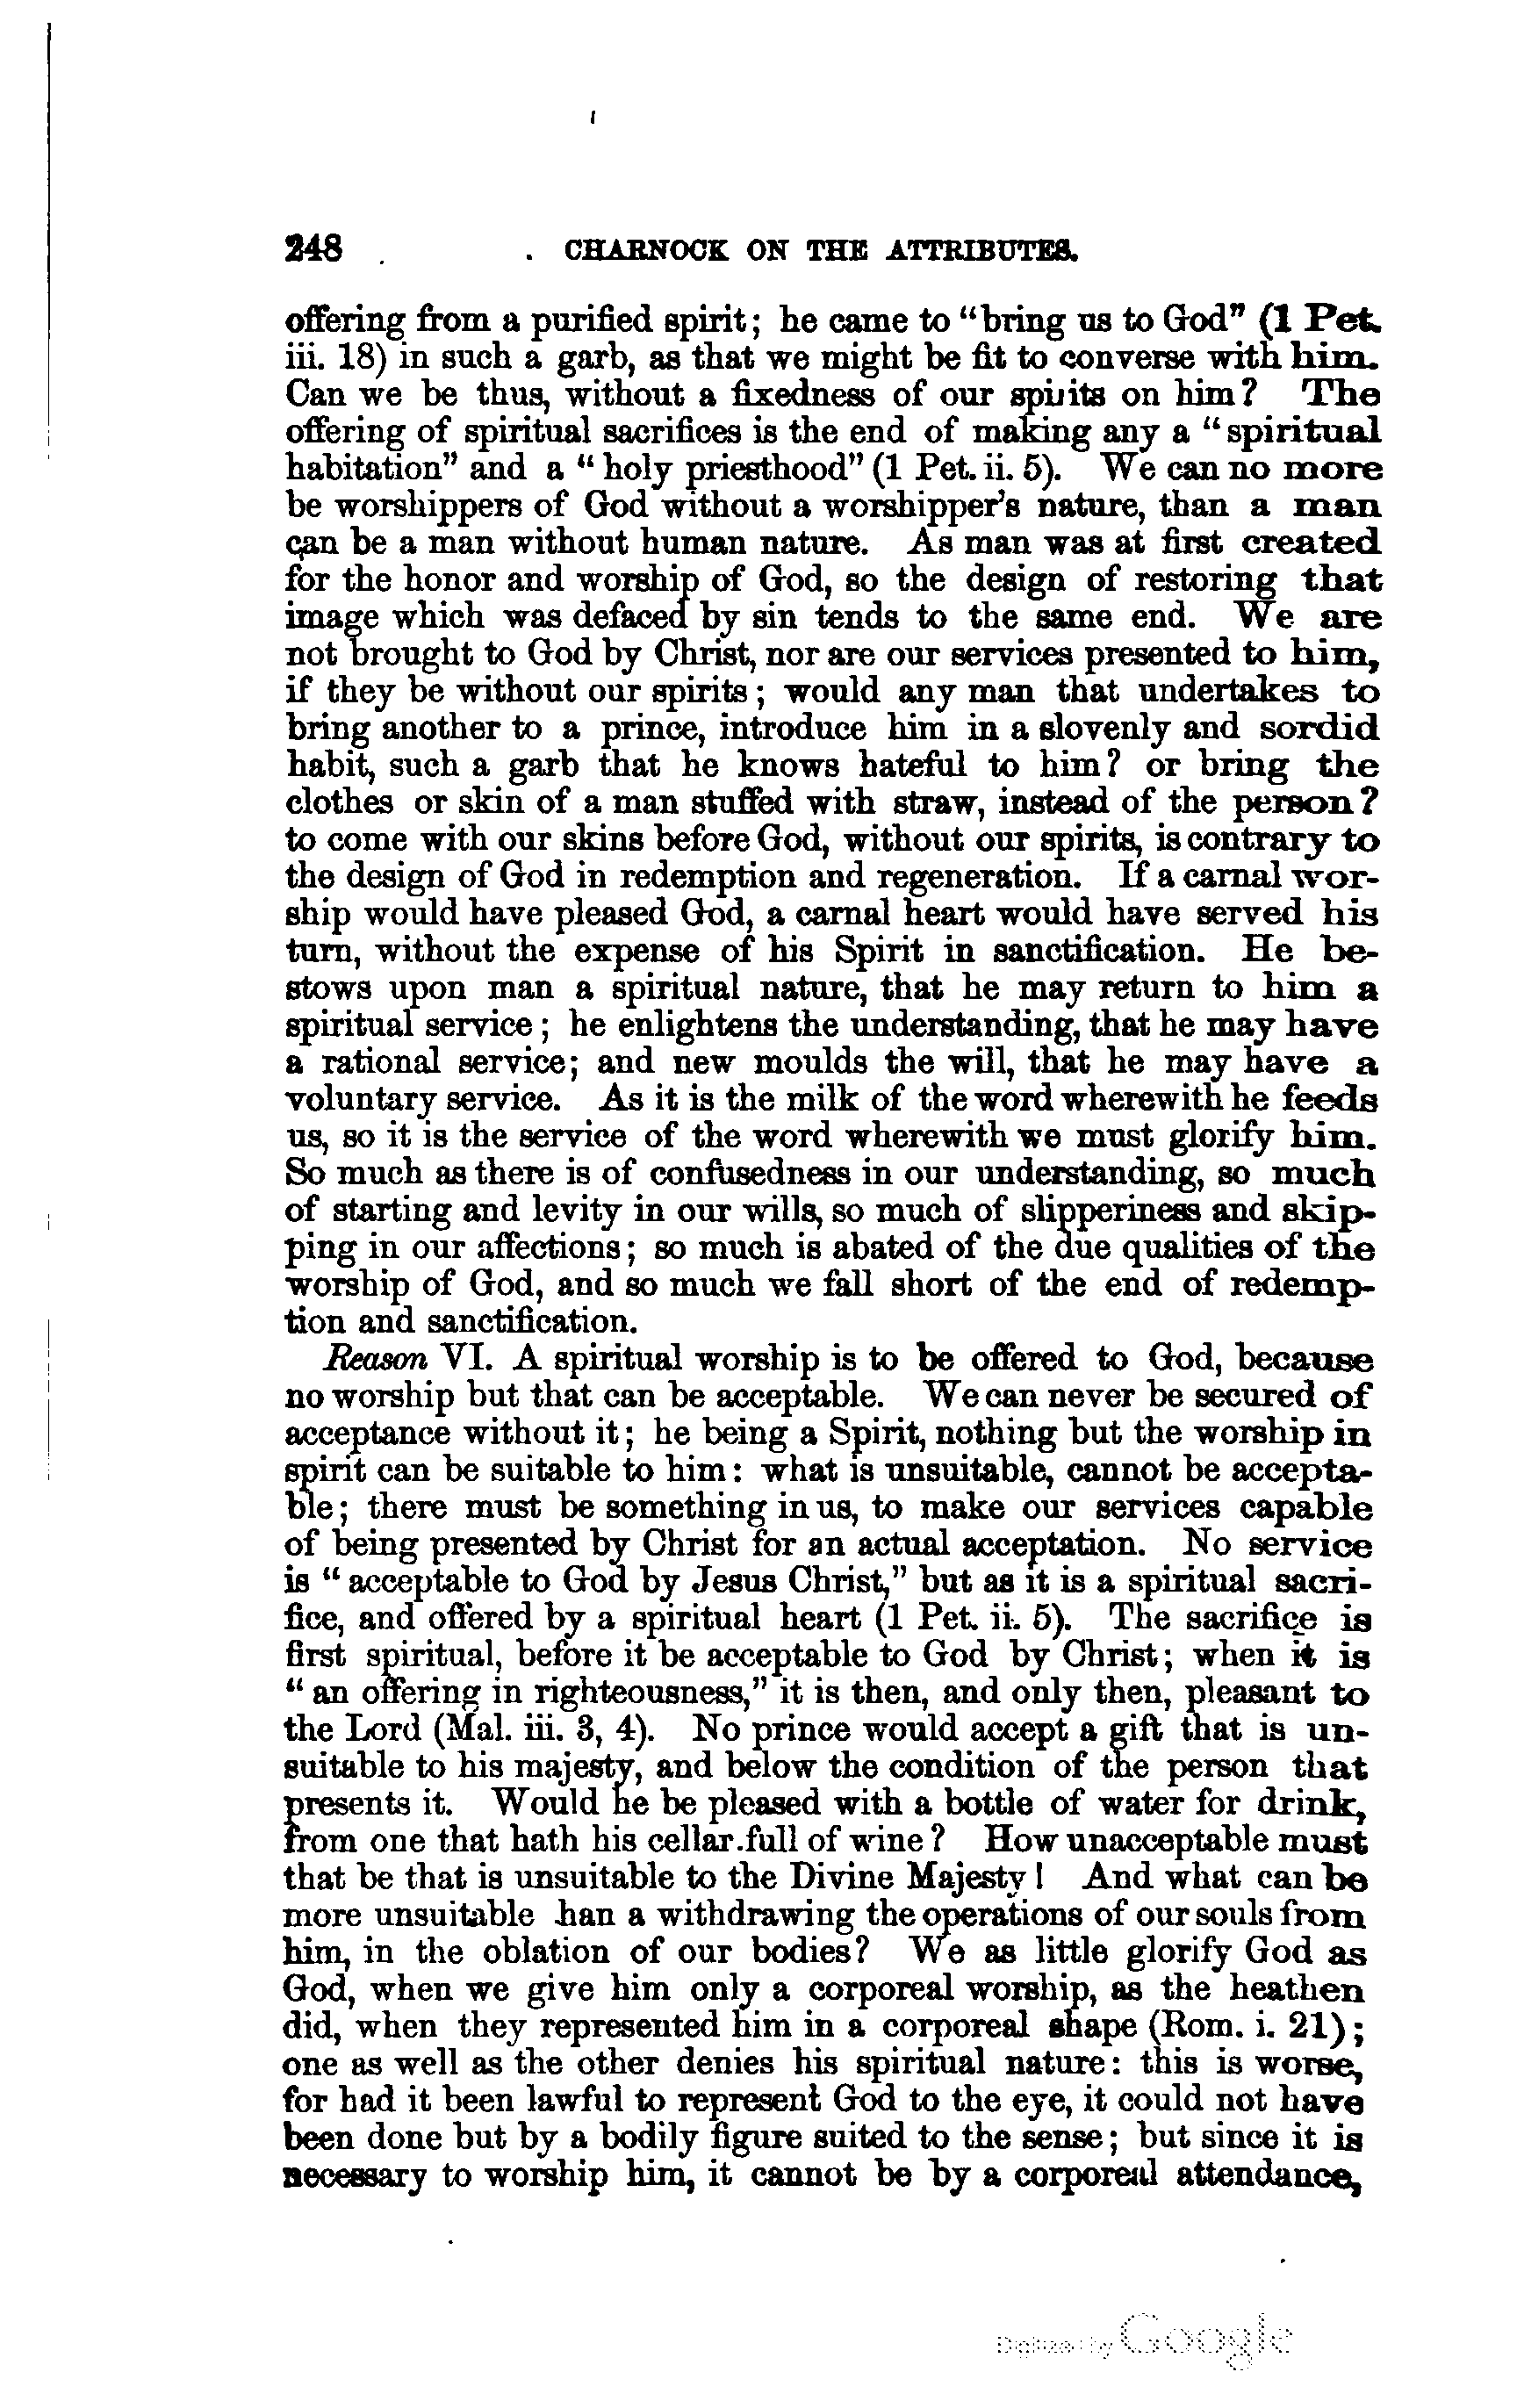 248 CHARNOCK ON THE ATTRIBUTES.
offering from a purified spirit; he came to "bring us to God" (1 Pet.
iii. 18) in such a garb, as that we might be fit to converse with him.
Can we be thus, without a fixedness of our spirits on him? The
offering of spiritual sacrifices is the end of making any a "spiritual
habitation" and a "holy priesthood" (1 Pet. ii. 5). We can no more
be worshippers of God without a worshipper's nature, than a man
can be a man without human nature. As man was at first created
for the honor and worship of God, so the design of restoring that
image which was defaced by sin tends to the same end. We are
not brought to God by Christ, nor are our services presented to him,
if they be without our spirits; would any man that undertakes to
bring another to a prince, introduce him in a slovenly and sordid
habit, such a garb that he knows hateful to him? or bring the
clothes or skin of a man stuffed with straw, instead of the person?
to come with our skins before God, without our spirits, is contrary to
the design of God in redemption and regeneration. If a carnal wor-
ship would have pleased God, a carnal heart would have served his
turn, without the expense of his Spirit in sanctification. He be-
stows upon man a spiritual nature, that he may return to him a
spiritual service; he enlightens the understanding, that he may have
a rational service; and new moulds the will, that he may have a
voluntary service. As it is the milk of the word wherewith he feeds
us, so it is the service of the word wherewith we must glorify him.
So much as there is of confusedness in our understanding, so much
of starting and levity in our wills, so much of slipperiness and skip-
ping in our affections; so much is abated of the due qualities of the
worship of God, and so much we fall short of the end of redemp-
tion and sanctification.
Reason VI. A spiritual worship is to be offered to God, because
no worship but that can be acceptable. We can never be secured of
acceptance without it; he being a Spirit, nothing but the worship in
spirit can be suitable to him: what is unsuitable, cannot be accepta-
ble; there must be something in us, to make our services capable
of being presented by Christ for an actual acceptation. No service
is "acceptable to God by Jesus Christ," but as it is a spiritual sacri-
fice, and offered by a spiritual heart (1 Pet. ii. 5). The sacrifice is
first spiritual, before it be acceptable to God by Christ; when it is
"an offering in righteousness," it is then, and only then, pleasant to
the Lord (Mal. iii. 3, 4). No prince would accept a gift that is un-
suitable to his majesty, and below the condition of the person that
presents it. Would he be pleased with a bottle of water for drink,
from one that hath his cellar full of wine? How unacceptable must
that be that is unsuitable to the Divine Majesty! And what can be
more unsuitable han a withdrawing the operations of our souls from
him, in the oblation of our bodies? We as little glorify God as
God, when we give him only a corporeal worship, as the heathen
did, when they represented him in a corporeal shape (Rom. i. 21);
one as well as the other denies his spiritual nature: this is worse,
for had it been lawful to represent God to the eye, it could not have
been done but by a bodily figure suited to the sense; but since it is
necessary to worship him, it cannot be by a corporeal attendance,
Digitized by Google